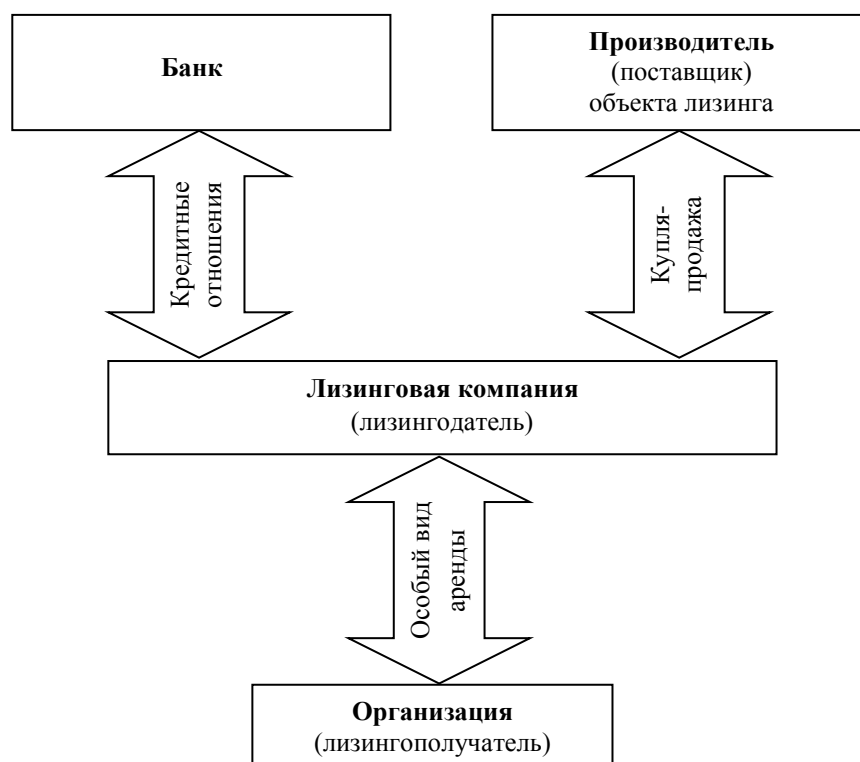 Банк
Производитель
(поставщик)
объекта лизинга
Кредитные
отношения
Купля-
продажа
Лизинговая компания
(лизингодатель)
Особый вид
аренды
Организация
(лизингополучатель)